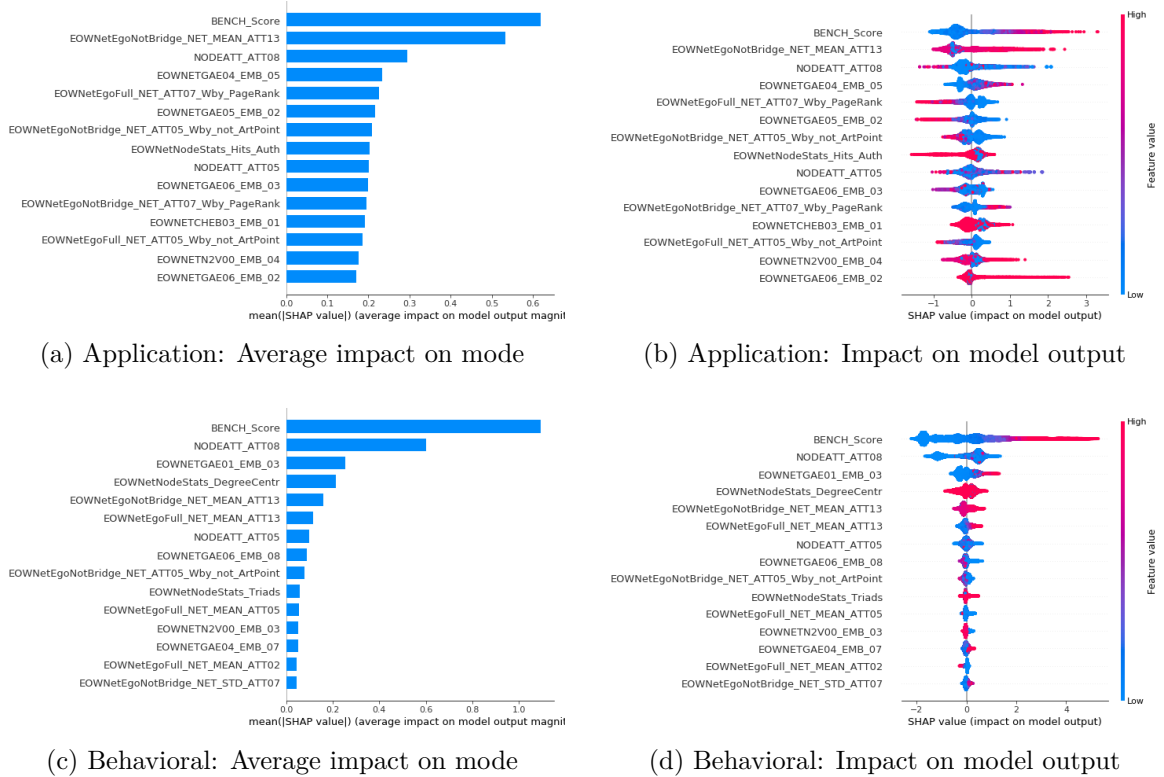 BENCH_Score
EOWNetEgoNotBridge_NET_MEAN_ATT13
NODEATT_ATT08
EOWNETGAE04_EMB_05
EOWNetEgoFull_NET_ATT07_Wby_PageRank
EOWNETGAE05_EMB_02
EOWNetEgoNotBridge_NET_ATT05_Wby_not_ArtPoint
EOWNetNodeStats_Hits_Auth
NODEATT_ATT05
EOWNETGAE06_EMB_03
EOWNetEgoNotBridge_NET_ATT07_Wby_PageRank
EOWNETCHEB03_EMB_01
EOWNetEgoFull_NET_ATT05_Wby_not_ArtPoint
EOWNETN2V00_EMB_04
EOWNETGAE06_EMB_02
0.0 0.1 0.2 0.3 0.4 0.5 0.6
mean(|SHAP value|) (average impact on model output magnit
(a) Application: Average impact on mode
High
BENCH_Score
EOWNetEgoNotBridge_NET_MEAN_ATT13
NODEATT_ATT08
EOWNETGAE04_EMB_05
EOWNetEgoFull_NET_ATT07_Wby_PageRank
EOWNETGAE05_EMB_02
EOWNetEgoNotBridge_NET_ATT05_Wby_not_ArtPoint
EOWNetNodeStats_Hits_Auth
NODEATT_ATT05
EOWNETGAE06_EMB_03
EOWNetEgoNotBridge_NET_ATT07_Wby_PageRank
EOWNETCHEB03_EMB_01
EOWNetEgoFull_NET_ATT05_Wby_not_ArtPoint
EOWNETN2V00_EMB_04
EOWNETGAE06_EMB_02
Feature value
Low
−1 0 1 2 3
SHAP value (impact on model output)
(b) Application: Impact on model output
BENCH_Score
NODEATT_ATT08
EOWNETGAE01_EMB_03
EOWNetNodeStats_DegreeCentr
EOWNetEgoNotBridge_NET_MEAN_ATT13
EOWNetEgoFull_NET_MEAN_ATT13
NODEATT_ATT05
EOWNETGAE06_EMB_08
EOWNetEgoNotBridge_NET_ATT05_Wby_not_ArtPoint
EOWNetNodeStats_Triads
EOWNetEgoFull_NET_MEAN_ATT05
EOWNETN2V00_EMB_03
EOWNETGAE04_EMB_07
EOWNetEgoFull_NET_MEAN_ATT02
EOWNetEgoNotBridge_NET_STD_ATT07
0.0 0.2 0.4 0.6 0.8 1.0
mean(|SHAP value|) (average impact on model output magnit
(c) Behavioral: Average impact on mode
High
BENCH_Score
NODEATT_ATT08
EOWNETGAE01_EMB_03
EOWNetNodeStats_DegreeCentr
EOWNetEgoNotBridge_NET_MEAN_ATT13
EOWNetEgoFull_NET_MEAN_ATT13
NODEATT_ATT05
EOWNETGAE06_EMB_08
EOWNetEgoNotBridge_NET_ATT05_Wby_not_ArtPoint
EOWNetNodeStats_Triads
EOWNetEgoFull_NET_MEAN_ATT05
EOWNETN2V00_EMB_03
EOWNETGAE04_EMB_07
EOWNetEgoFull_NET_MEAN_ATT02
EOWNetEgoNotBridge_NET_STD_ATT07
Feature value
Low
−2 0 2 4
SHAP value (impact on model output)
(d) Behavioral: Impact on model output